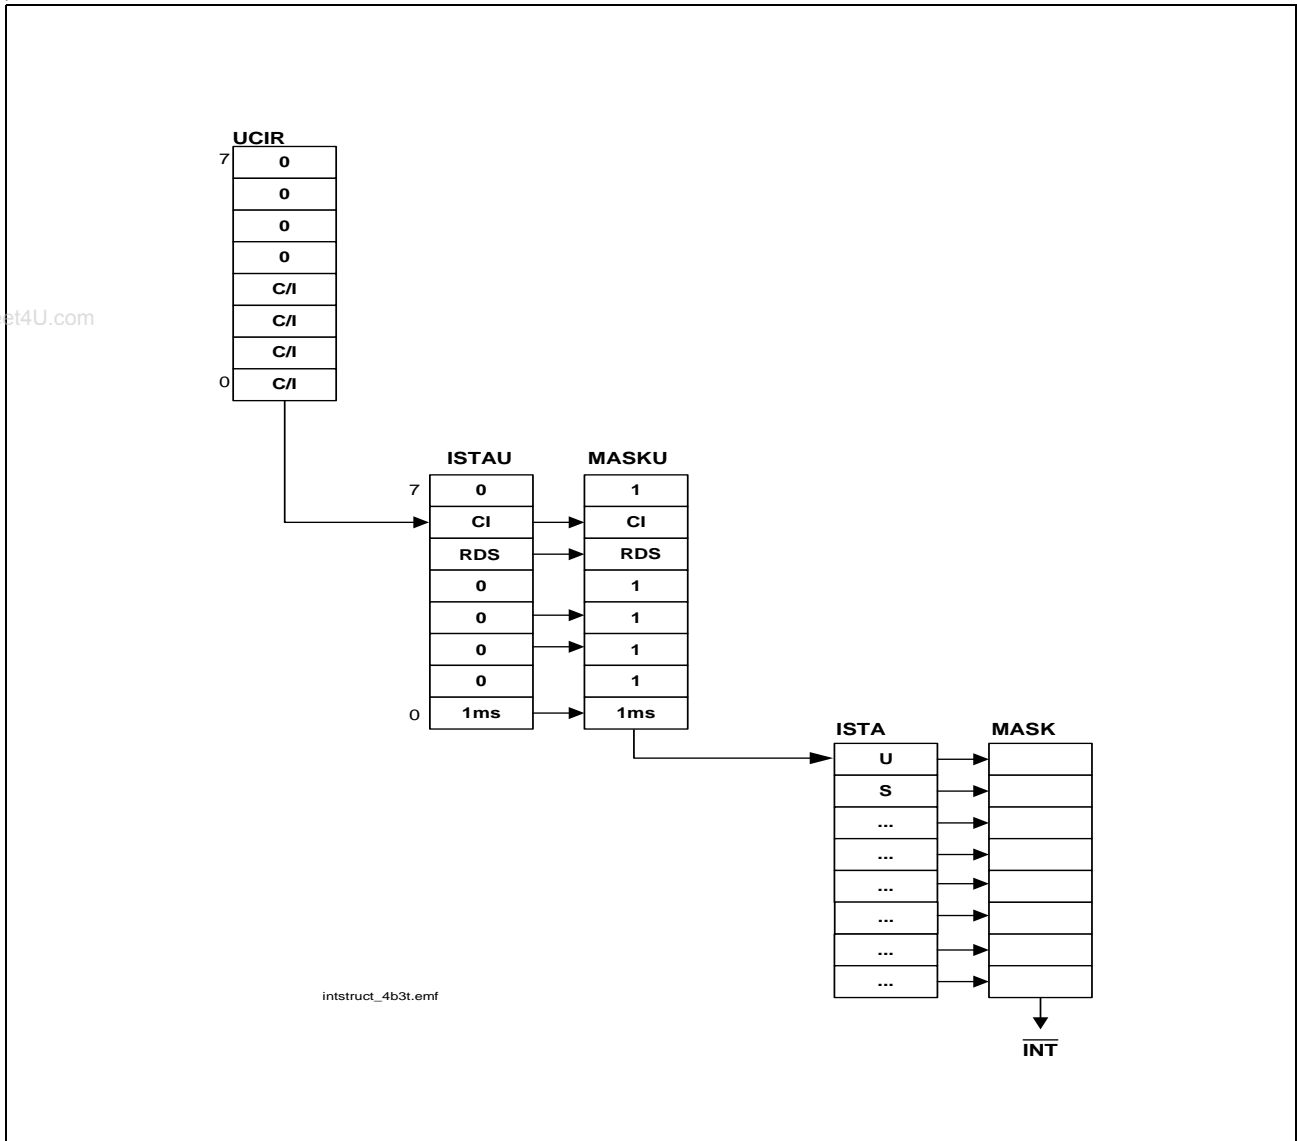 UCIR
7 0
0
0
0
C/I
et4U.com
C/I
C/I
0 C/I
ISTAU MASKU
7 0 1
CI CI
RDS RDS
0 1
0 1
0 1
0 1
0 1ms 1ms
ISTA MASK
U
S
...
...
...
...
...
...
intstruct_4b3t.emf
INT